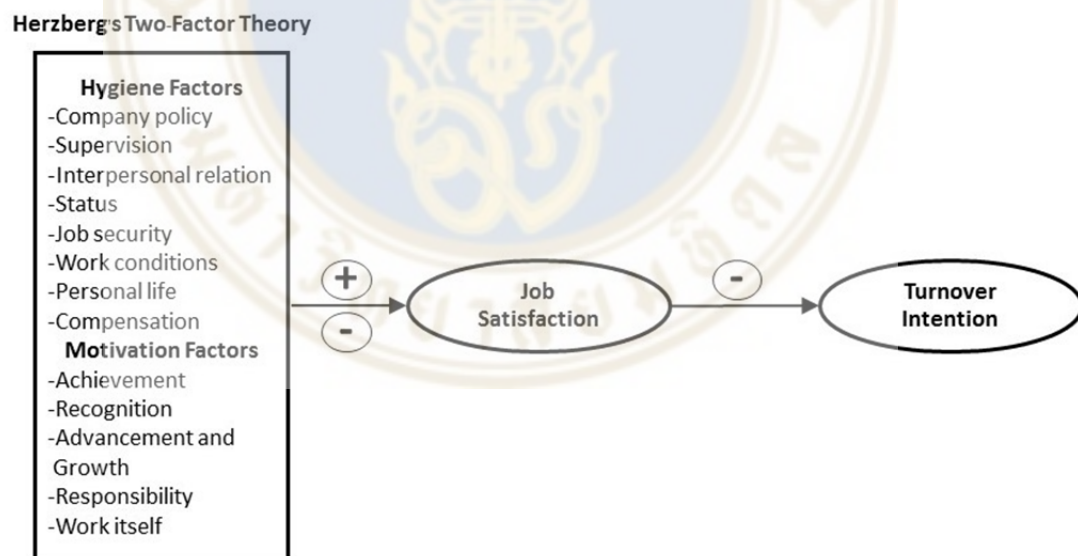 Herzberg's Two-Factor Theory
Hygiene Factors
-Company policy
-Supervision
-Interpersonal relation
-Status
-Job security
-Work conditions
-Personal life
-Compensation
Motivation Factors
-Achievement
-Recognition
-Advancement and
Growth
-Responsibility
-Work itself
+
-
Job
Satisfaction
-
Turnover
Intention